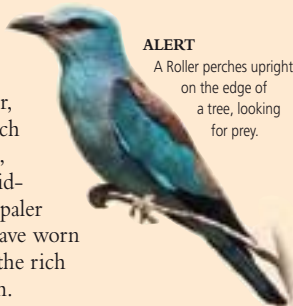 ALERT
A Roller perches upright
on the edge of
a tree, looking
for prey.
r,
ch
,
id-
paler
ave worn
the rich
n.